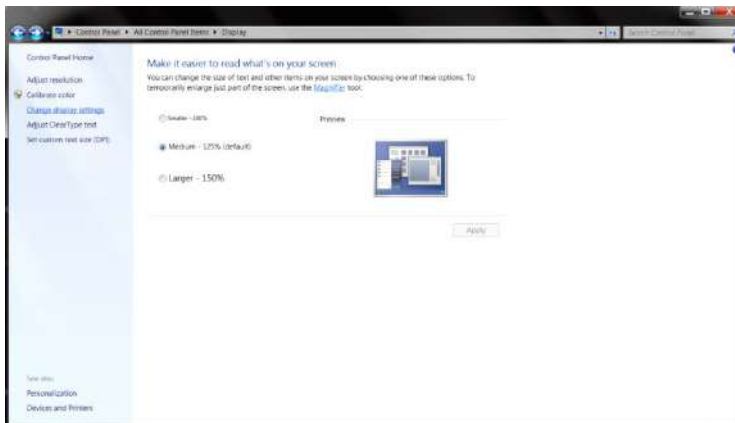 Control Panel ▸ All Control Panel Items ▸ Display
Search Control Panel
Control Panel Home
Adjust resolution
Calibrate color
Change display settings
Adjust ClearType text
Set custom text size (DPI)
Make it easier to read what's on your screen
You can change the size of text and other items on your screen by choosing one of these options. To
temporarily enlarge just part of the screen, use the Magnifier tool.
Smaller - 100%
Medium - 125% (default)
Larger - 150%
Preview
Apply
See also
Personalization
Devices and Printers